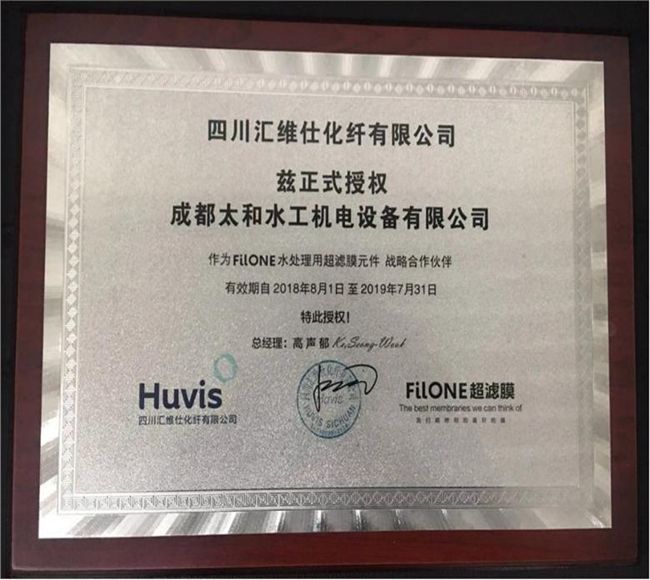 四川汇维仕化纤有限公司
兹正式授权
成都太和水工机电设备有限公司
作为FilONE水处理用超滤膜元件 战略合作伙伴
有效期自2018年8月1日至2019年7月31日
特此授权！
总经理：高声郁 Ko,Seong-Wook
Huvis
四川汇维仕化纤有限公司
Huvis
HUVIS SICHUAN
FilONE超滤膜
The best membranes we can think of